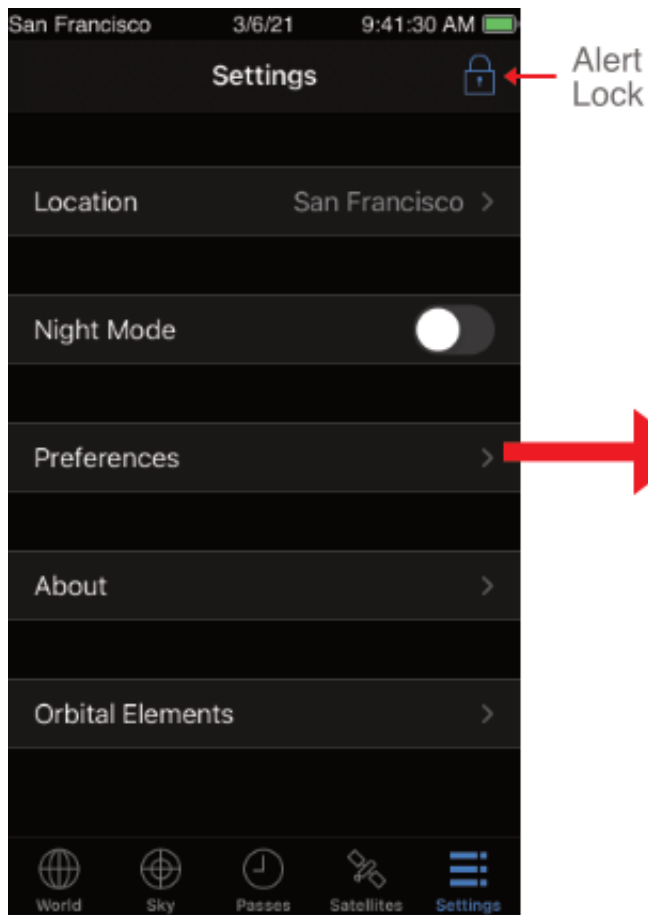 San Francisco 3/6/21 9:41:30 AM
Settings
Alert
Lock
Location San Francisco >
Night Mode
Preferences >
About >
Orbital Elements >
World Sky Passes Satellites Settings